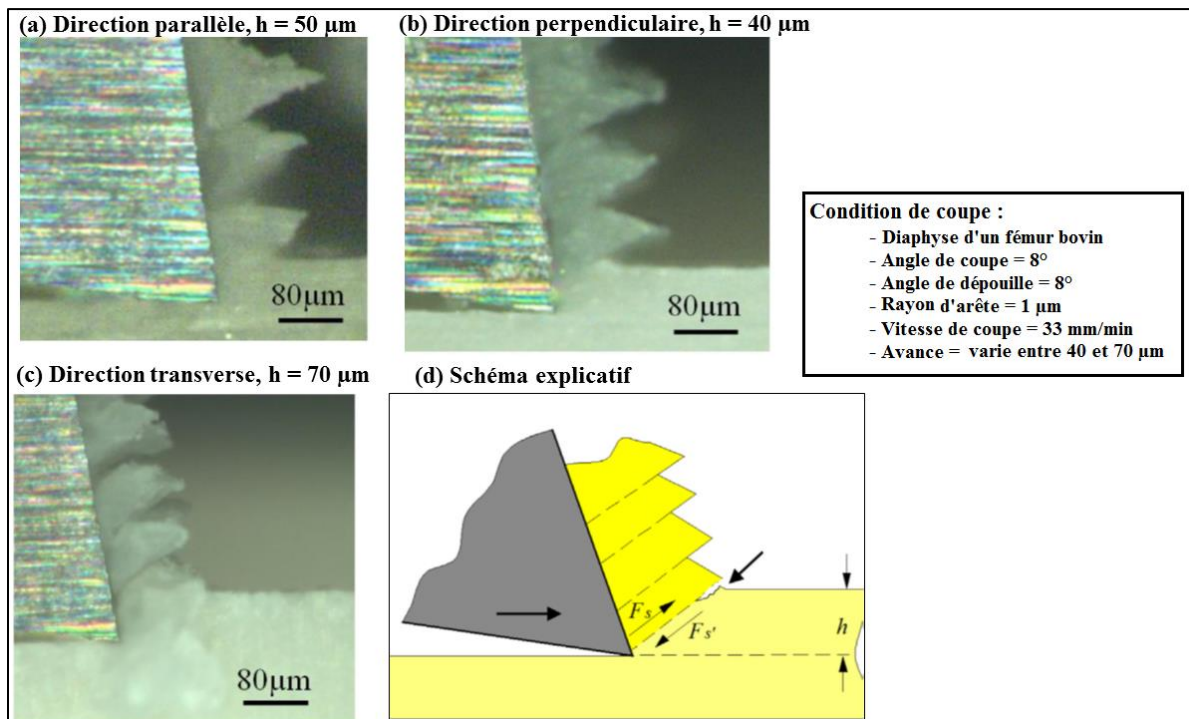 (a) Direction parallèle, h = 50 µm
(b) Direction perpendiculaire, h = 40 µm
80µm
80µm
Condition de coupe :
- Diaphyse d'un fémur bovin
- Angle de coupe = 8°
- Angle de dépouille = 8°
- Rayon d'arête = 1 µm
- Vitesse de coupe = 33 mm/min
- Avance = varie entre 40 et 70 µm
(c) Direction transverse, h = 70 µm
(d) Schéma explicatif
80µm
Fs
Fs'
h